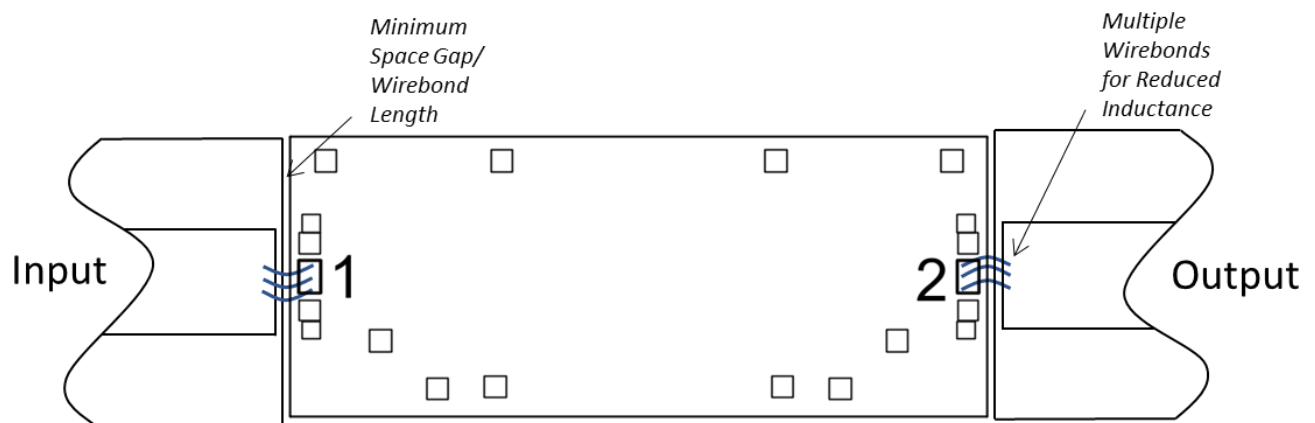 Minimum
Space Gap/
Wirebond
Length
Multiple
Wirebonds
for Reduced
Inductance
Input
1
2
Output